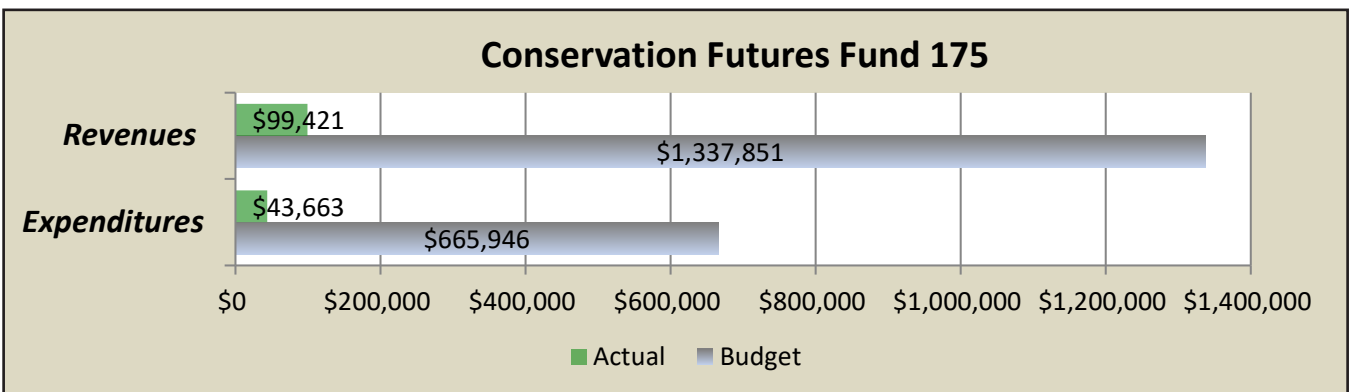 Conservation Futures Fund 175
Revenues
$99,421
$1,337,851
Expenditures
$43,663
$665,946
$0 $200,000 $400,000 $600,000 $800,000 $1,000,000 $1,200,000 $1,400,000
Actual Budget